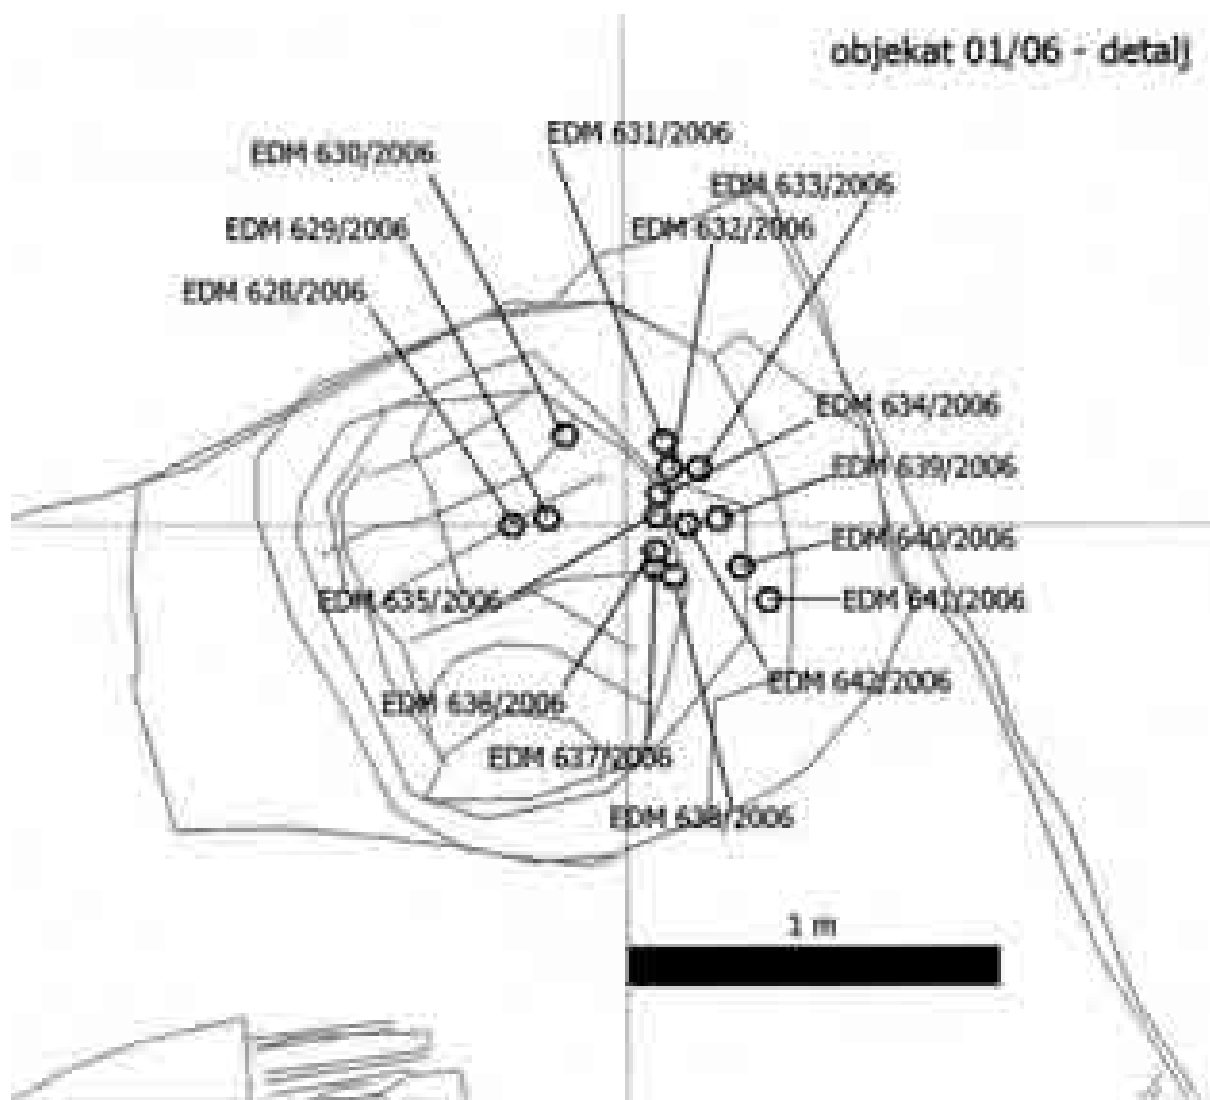 objekat 01/06 - detalj
EDM 631/2006
EDM 630/2006
EDM 633/2006
EDM 629/2006
EDM 632/2006
EDM 628/2006
EDM 634/2006
EDM 639/2006
EDM 640/2006
EDM 635/2006
EDM 641/2006
EDM 642/2006
EDM 636/2006
EDM 637/2006
EDM 638/2006
1 m